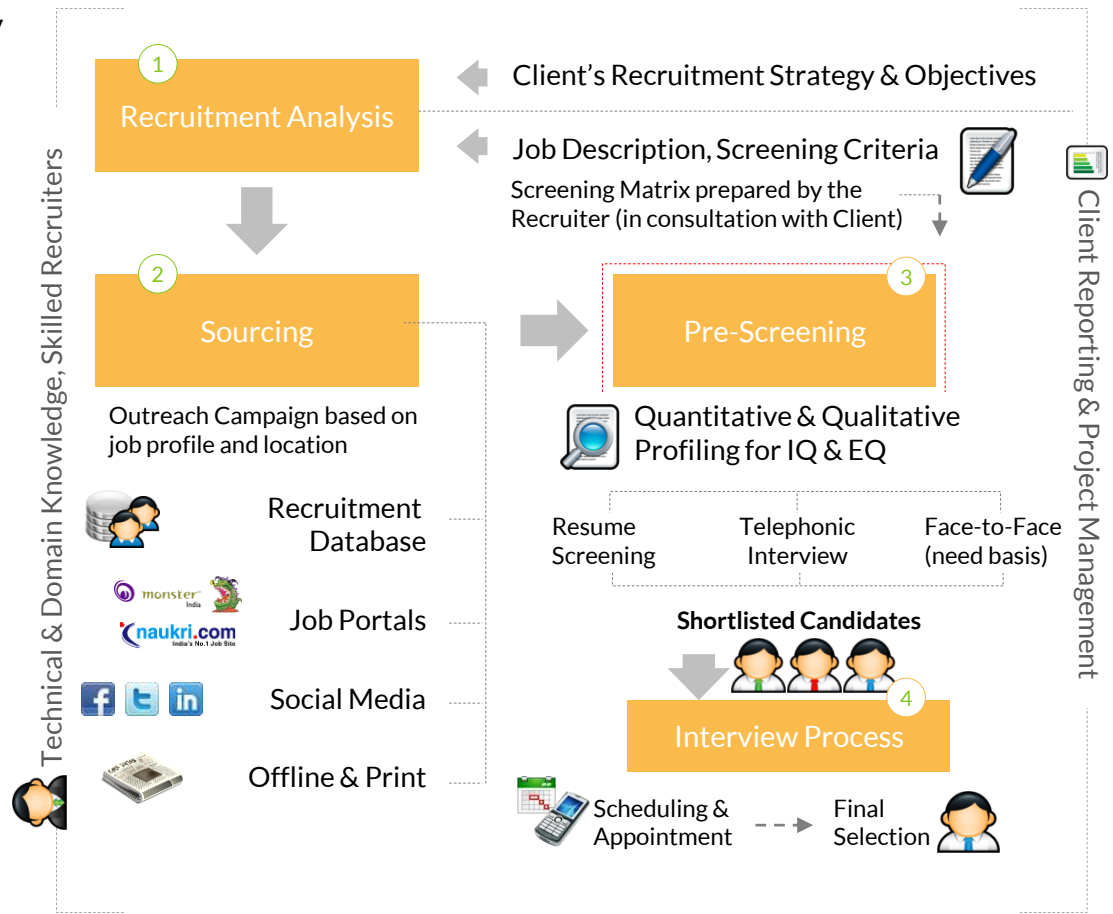 1
Recruitment Analysis
Client's Recruitment Strategy & Objectives
Job Description, Screening Criteria
Screening Matrix prepared by the
Recruiter (in consultation with Client)
2
Sourcing
3
Pre-Screening
Outreach Campaign based on
job profile and location
Recruitment
Database
monster
India
naukri.com
India's No.1 Job Site
Job Portals
f
t
in
Social Media
Offline & Print
Quantitative & Qualitative
Profiling for IQ & EQ
Resume
Screening
Telephonic
Interview
Face-to-Face
(need basis)
Shortlisted Candidates
4
Interview Process
Scheduling &
Appointment
Final
Selection
Technical & Domain Knowledge, Skilled Recruiters
Client Reporting & Project Management